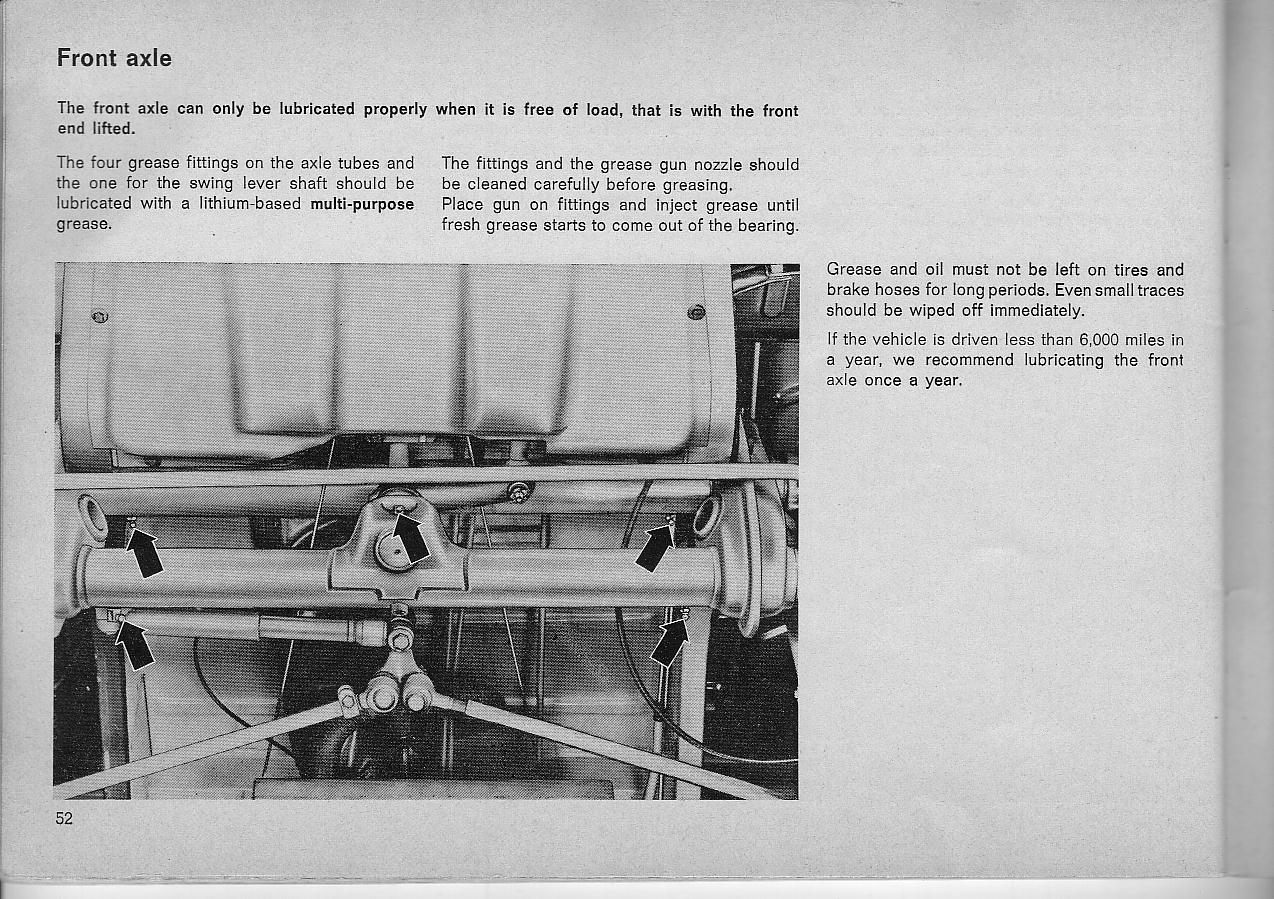 Front axle
The front axle can only be lubricated properly when it is free of load, that is with the front
end lifted.
The four grease fittings on the axle tubes and
the one for the swing lever shaft should be
lubricated with a lithium-based multi-purpose
grease.
The fittings and the grease gun nozzle should
be cleaned carefully before greasing.
Place gun on fittings and inject grease until
fresh grease starts to come out of the bearing.
Grease and oil must not be left on tires and
brake hoses for long periods. Even small traces
should be wiped off immediately.
If the vehicle is driven less than 6,000 miles in
a year, we recommend lubricating the front
axle once a year.
52